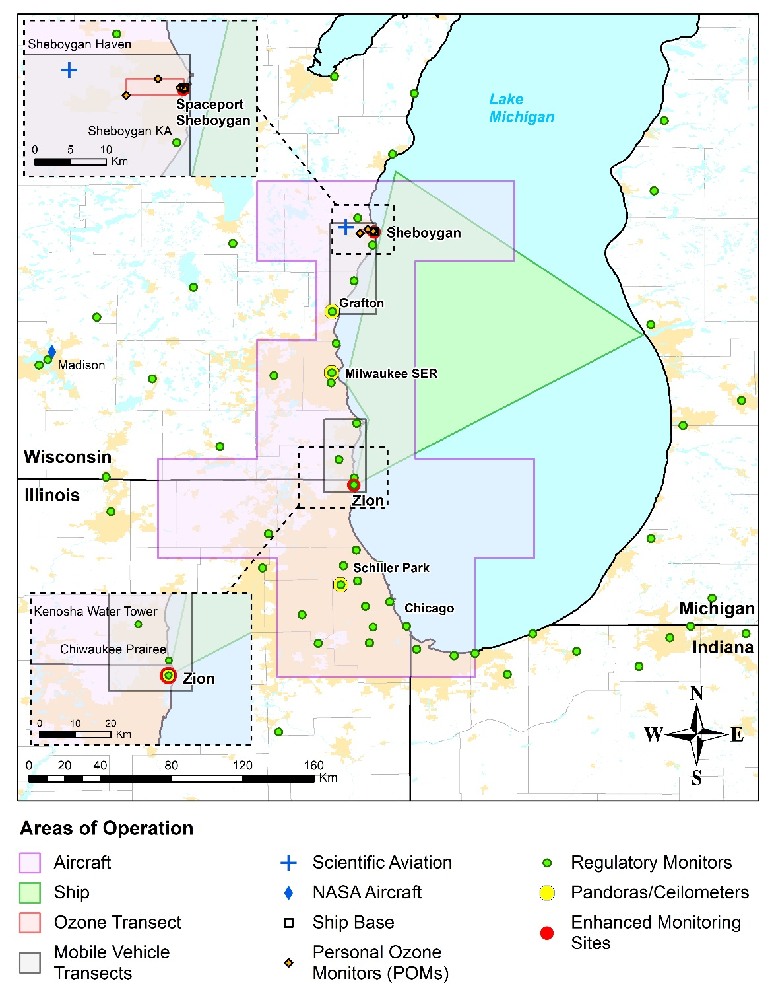 Sheboygan Haven
Spaceport
Sheboygan
Sheboygan KA
0 5 10
Km
Lake
Michigan
Sheboygan
Grafton
Madison
Milwaukee SER
Wisconsin
Illinois
Zion
Schiller Park
Chicago
Kenosha Water Tower
Chiwaukee Prairee
Zion
0 10 20
Km
Michigan
Indiana
N
W E
S
0 20 40 80 120 160
Km
Areas of Operation
Aircraft
Ship
Ozone Transect
Mobile Vehicle
Transects
Scientific Aviation
NASA Aircraft
Ship Base
Personal Ozone
Monitors (POMs)
Regulatory Monitors
Pandoras/Ceilometers
Enhanced Monitoring
Sites